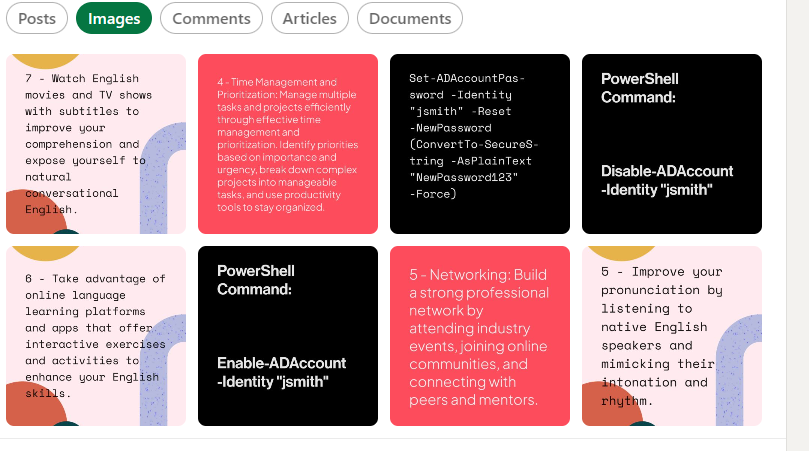 Posts
Images
Comments
Articles
Documents
7 - Watch English
movies and TV shows
with subtitles to
improve your
comprehension and
expose yourself to
natural
conversational
English.
4 - Time Management and
Prioritization: Manage multiple
tasks and projects efficiently
through effective time
management and
prioritization. Identify priorities
based on importance and
urgency, break down complex
projects into manageable
tasks, and use productivity
tools to stay organized.
Set-ADAccountPas-
sword -Identity
"jsmith" -Reset
-NewPassword
(ConvertTo-SecureS-
tring -AsPlainText
"NewPassword123"
-Force)
PowerShell
Command:
Disable-ADAccount
-Identity "jsmith"
6 - Take advantage of
online language
learning platforms
and apps that offer
interactive exercises
and activities to
enhance your English
skills.
PowerShell
Command:
Enable-ADAccount
-Identity "jsmith"
5 - Networking: Build
a strong professional
network by
attending industry
events, joining online
communities, and
connecting with
peers and mentors.
5 - Improve your
pronunciation by
listening to
native English
speakers and
mimicking their
intonation and
rhythm.